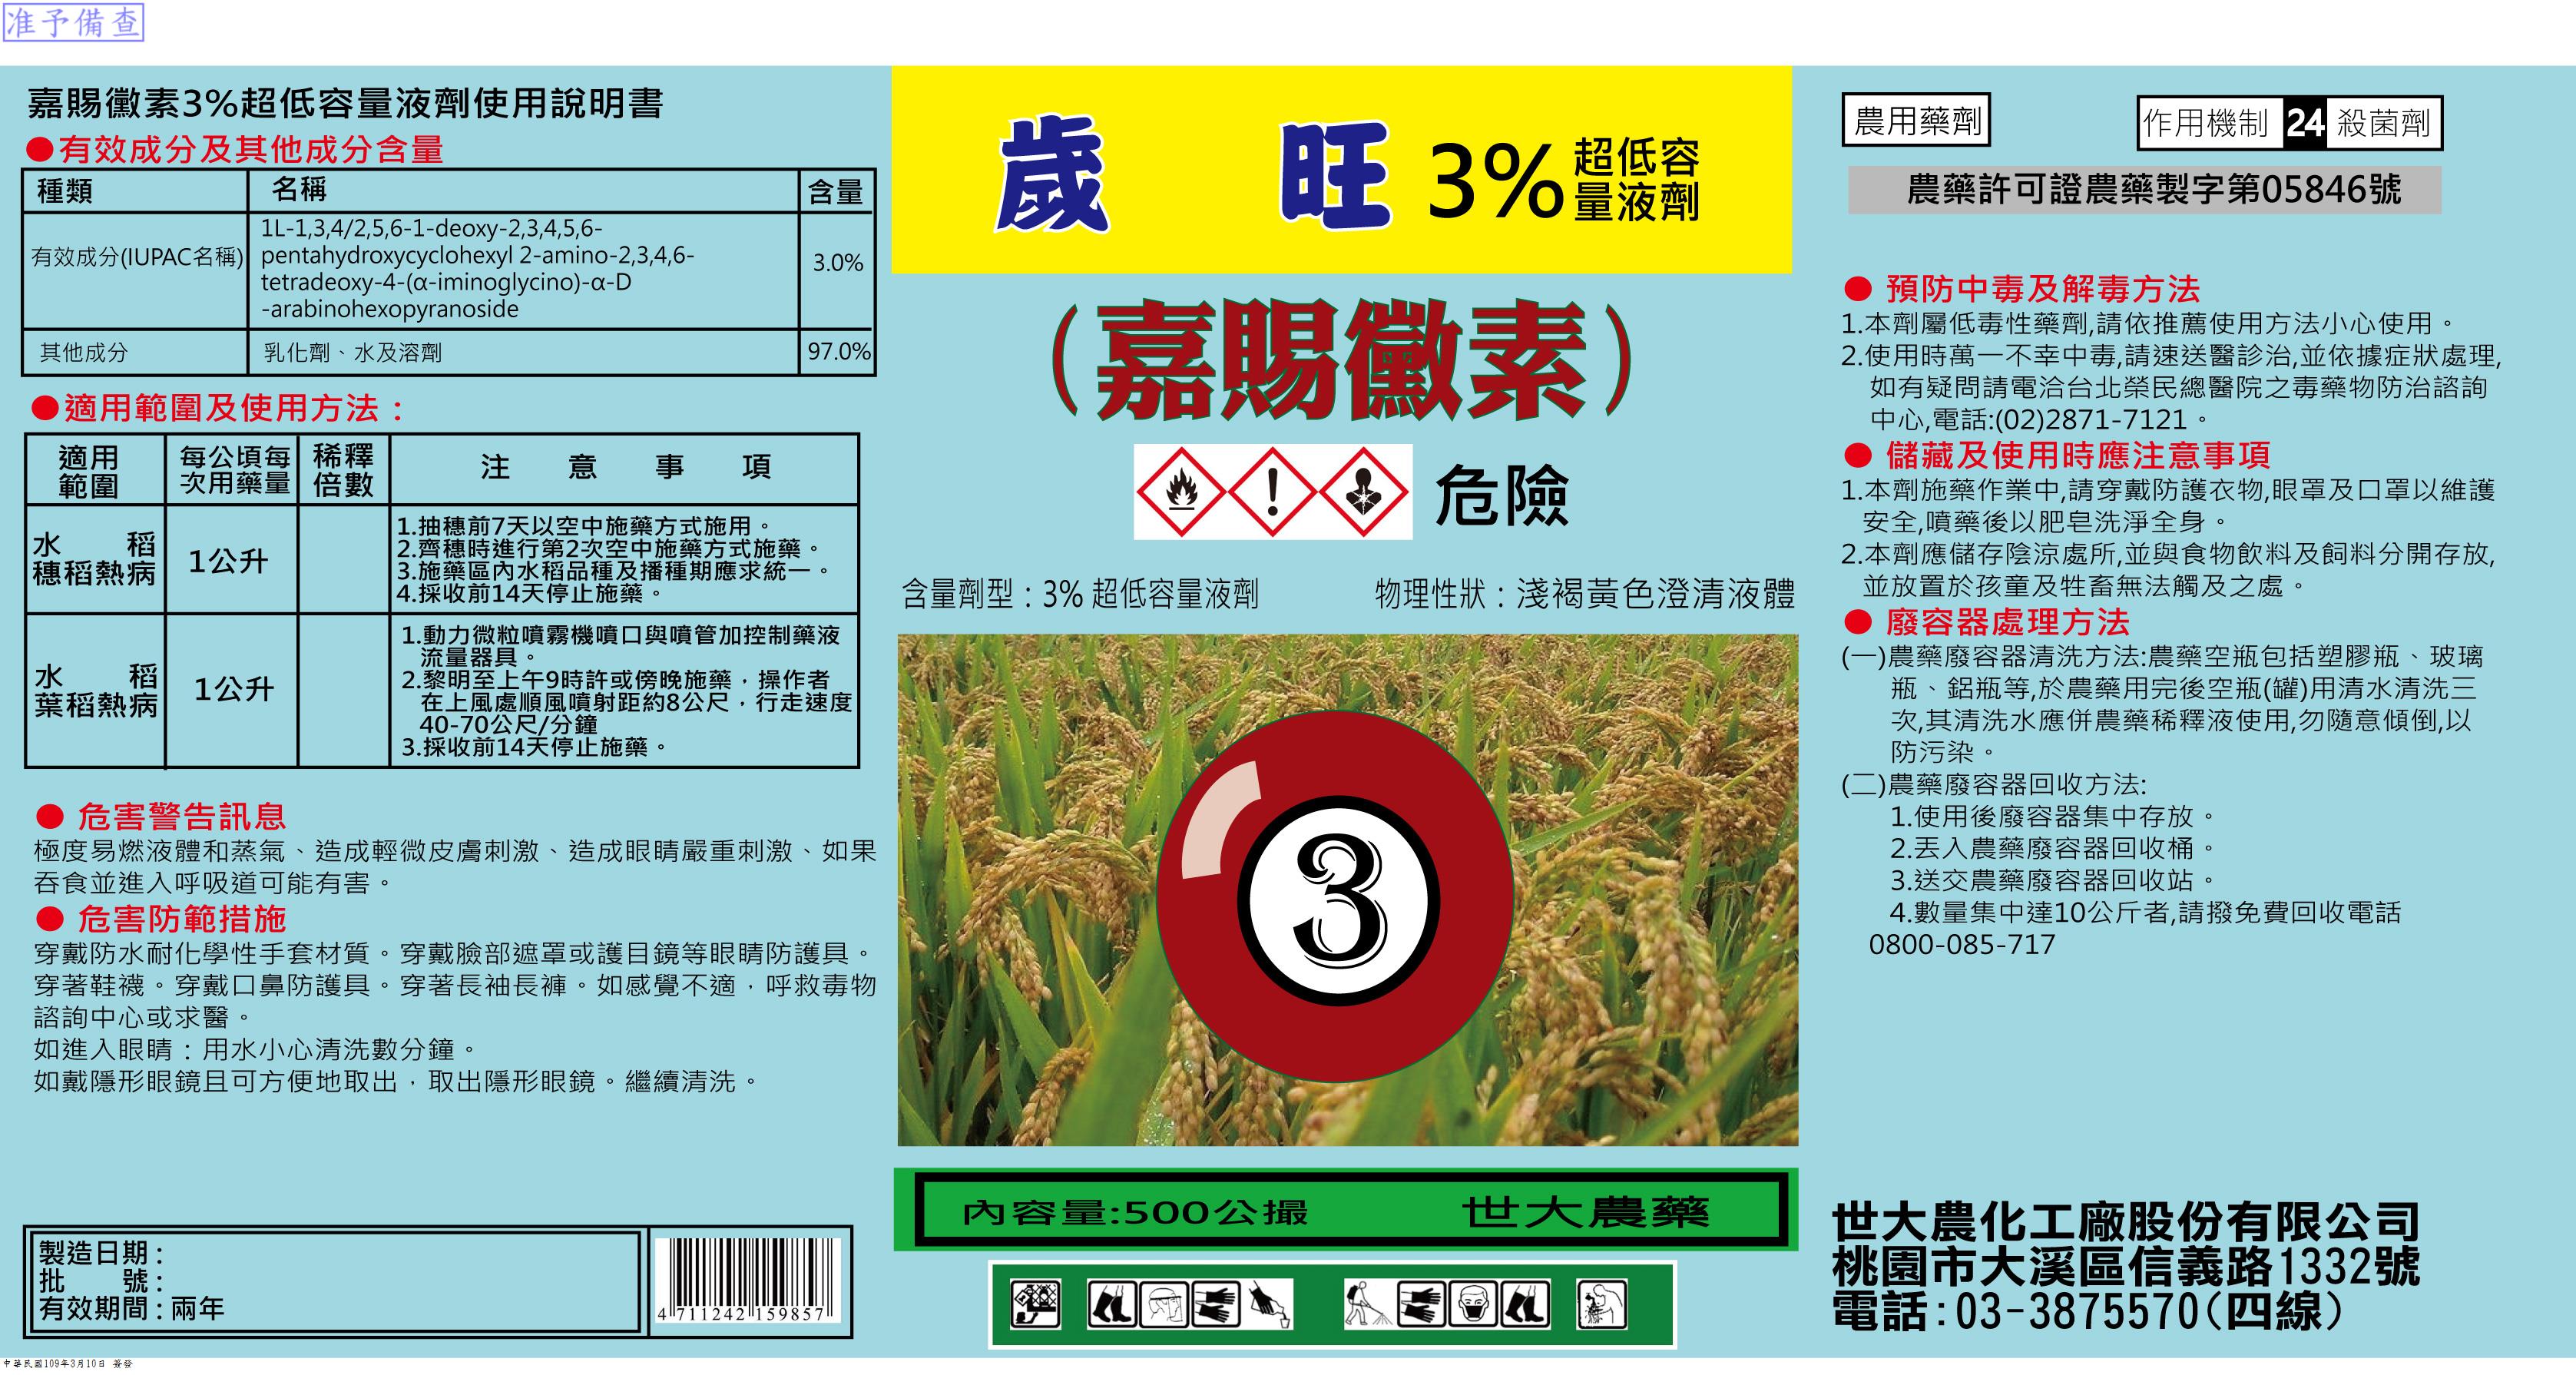 准予備查
嘉賜黴素3%超低容量液劑使用說明書
●有效成分及其他成分含量
種類 名稱 含量
有效成分(IUPAC名稱) 1L-1,3,4/2,5,6-1-deoxy-2,3,4,5,6-
pentahydroxycyclohexyl 2-amino-2,3,4,6-
tetradeoxy-4-(α-iminoglycino)-α-D
-arabinohexopyranoside
3.0%
其他成分 乳化劑、水及溶劑 97.0%
●適用範圍及使用方法：
適用
範圍
每公頃每
次用藥量
稀釋
倍數
注 意 事 項
水 稻
穗稻熱病
1公升
1.抽穗前7天以空中施藥方式施用。
2.齊穗時進行第2次空中施藥方式施藥。
3.施藥區內水稻品種及播種期應求統一。
4.採收前14天停止施藥。
水 稻
葉稻熱病
1公升
1.動力微粒噴霧機噴口與噴管加控制藥液
流量器具。
2.黎明至上午9時許或傍晚施藥，操作者
在上風處順風噴射距約8公尺，行走速度
40-70公尺/分鐘
3.採收前14天停止施藥。
● 危害警告訊息
極度易燃液體和蒸氣、造成輕微皮膚刺激、造成眼睛嚴重刺激、如果
吞食並進入呼吸道可能有害。
● 危害防範措施
穿戴防水耐化學性手套材質。穿戴臉部遮罩或護目鏡等眼睛防護具。
穿著鞋襪。穿戴口鼻防護具。穿著長袖長褲。如感覺不適，呼救毒物
諮詢中心或求醫。
如進入眼睛：用水小心清洗數分鐘。
如戴隱形眼鏡且可方便地取出，取出隱形眼鏡。繼續清洗。
製造日期：
批 號：
有效期間：兩年
4 711242 159857
中華民國109年3月10日 簽發
歲 旺 3% 超低容
量液劑
（嘉賜黴素）
危險
含量劑型：3% 超低容量液劑 物理性狀：淺褐黃色澄清液體
3
內容量:500公撮 世大農藥
農用藥劑
作用機制 24 殺菌劑
農藥許可證農藥製字第05846號
● 預防中毒及解毒方法
1.本劑屬低毒性藥劑,請依推薦使用方法小心使用。
2.使用時萬一不幸中毒,請速送醫診治,並依據症狀處理,
如有疑問請電洽台北榮民總醫院之毒藥物防治諮詢
中心,電話:(02)2871-7121。
● 儲藏及使用時應注意事項
1.本劑施藥作業中,請穿戴防護衣物,眼罩及口罩以維護
安全,噴藥後以肥皂洗淨全身。
2.本劑應儲存陰涼處所,並與食物飲料及飼料分開存放,
並放置於孩童及牲畜無法觸及之處。
● 廢容器處理方法
(一)農藥廢容器清洗方法:農藥空瓶包括塑膠瓶、玻璃
瓶、鋁瓶等,於農藥用完後空瓶(罐)用清水清洗三
次,其清洗水應併農藥稀釋液使用,勿隨意傾倒,以
防污染。
(二)農藥廢容器回收方法:
1.使用後廢容器集中存放。
2.丟入農藥廢容器回收桶。
3.送交農藥廢容器回收站。
4.數量集中達10公斤者,請撥免費回收電話
0800-085-717
世大農化工廠股份有限公司
桃園市大溪區信義路1332號
電話:03-3875570(四線)